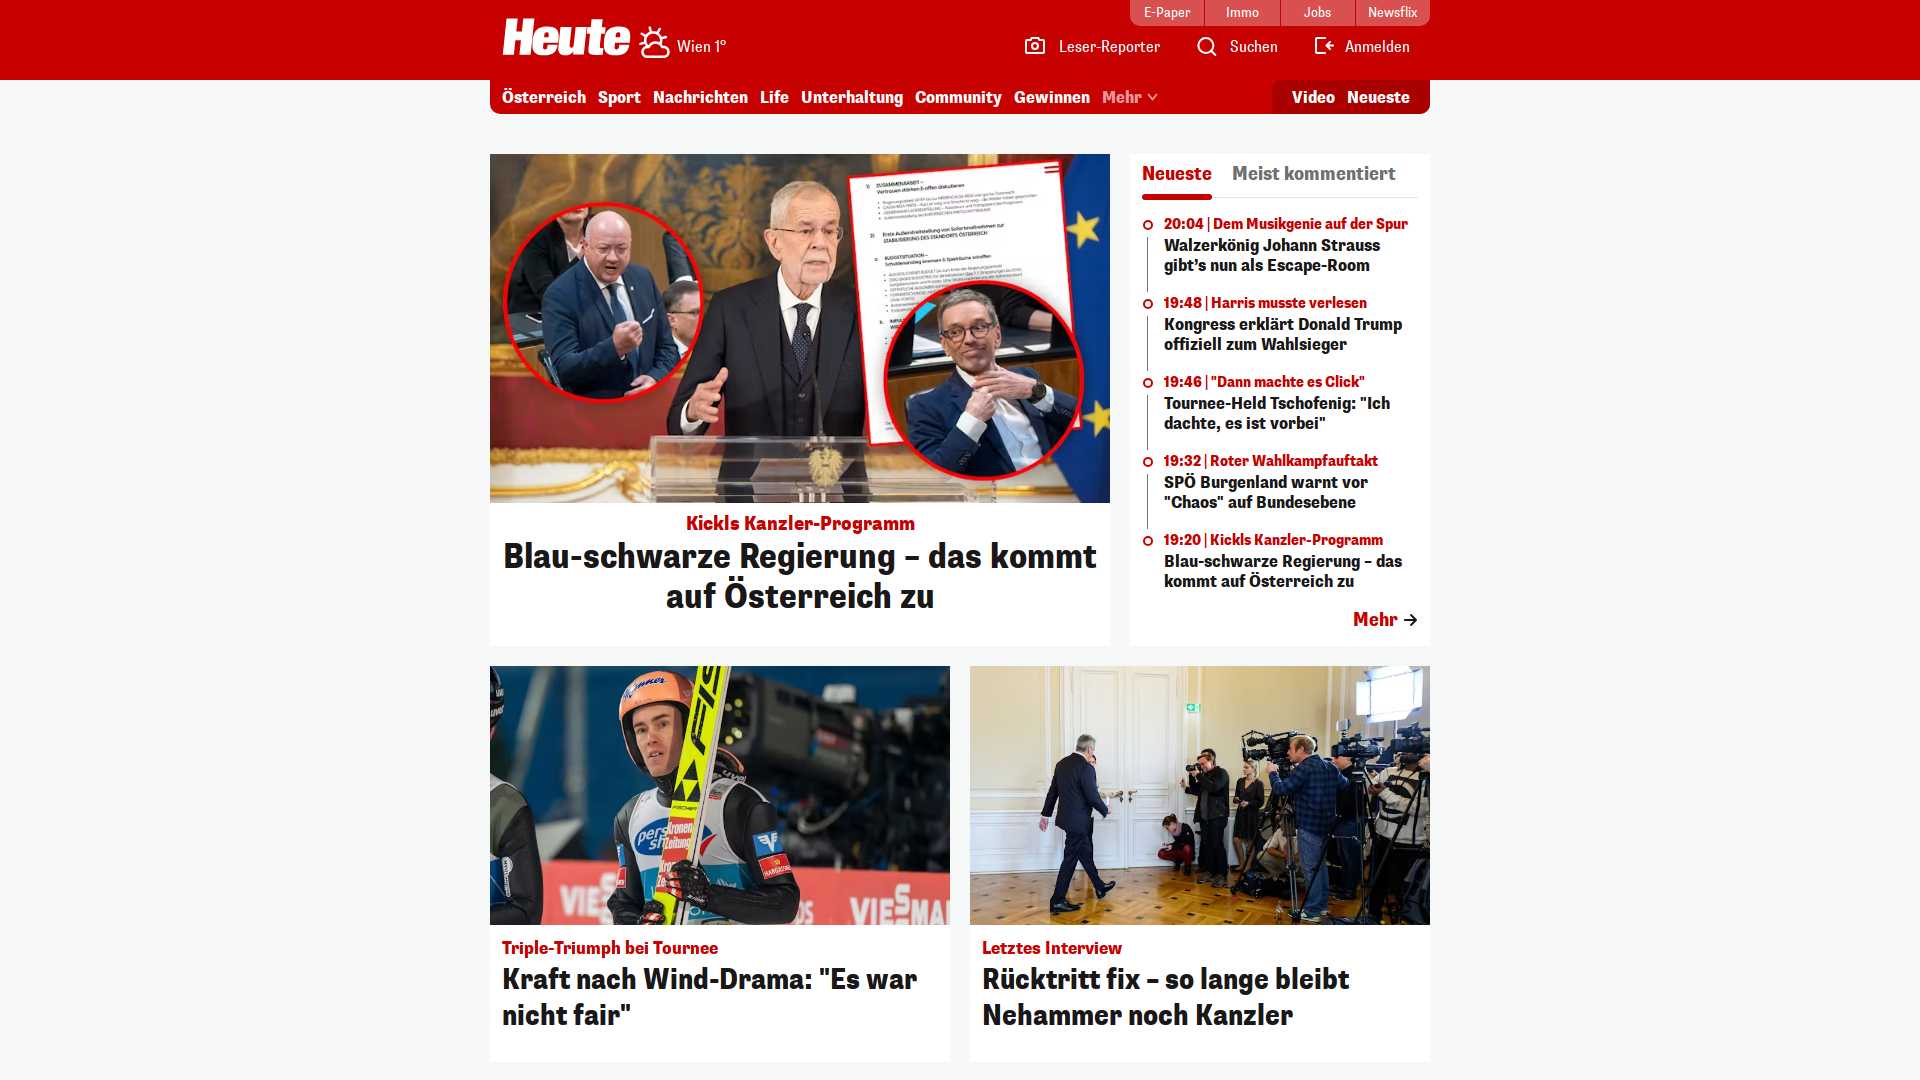 E-Paper
Immo
Jobs
Newsflix
Heute
Wien 1°
Leser-Reporter
Suchen
Anmelden
Österreich
Sport
Nachrichten
Life
Unterhaltung
Community
Gewinnen
Mehr
Video
Neueste
Kickls Kanzler-Programm
Blau-schwarze Regierung – das kommt
auf Österreich zu
Neueste
Meist kommentiert
20:04 | Dem Musikgenie auf der Spur
Walzerkönig Johann Strauss
gibt’s nun als Escape-Room
19:48 | Harris musste verlesen
Kongress erklärt Donald Trump
offiziell zum Wahlsieger
19:46 | "Dann machte es Click"
Tournee-Held Tschofenig: "Ich
dachte, es ist vorbei"
19:32 | Roter Wahlkampfauftakt
SPÖ Burgenland warnt vor
"Chaos" auf Bundesebene
19:20 | Kickls Kanzler-Programm
Blau-schwarze Regierung – das
kommt auf Österreich zu
Mehr
FIS
FISCHER
Kronen
Zeitung
VIESSMANN
Triple-Triumph bei Tournee
Kraft nach Wind-Drama: "Es war
nicht fair"
Letztes Interview
Rücktritt fix – so lange bleibt
Nehammer noch Kanzler